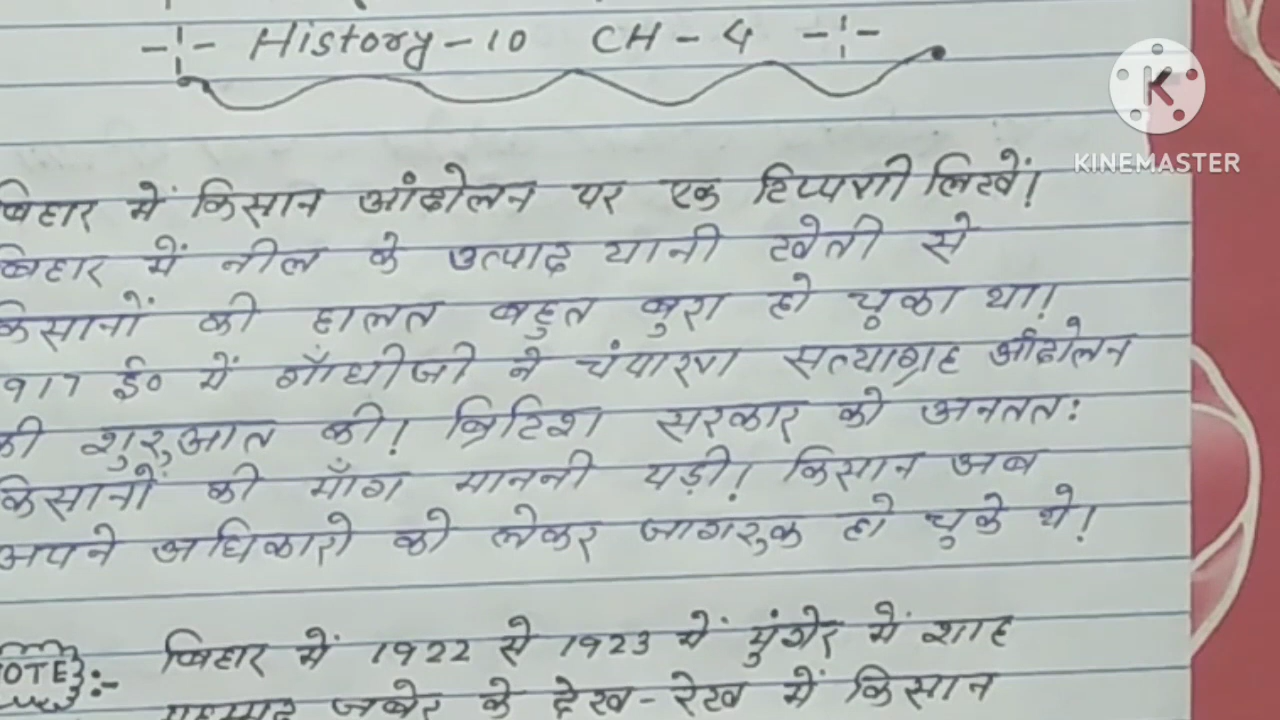 History-10 CH-4
KINEMASTER
बिहार में किसान आंदोलन पर एक टिप्पणी लिखें।
बिहार में नील के उत्पाद यानी खेती से
किसानों की हालत बहुत बुरा हो चुका था।
917 ई० में गाँधीजी ने चंपारण सत्याग्रह आंदोलन
की शुरुआत की। ब्रिटिश सरकार को अनततः
किसानों की माँग माननी पड़ी। किसान अब
अपने अधिकारो को लेकर जागरुक हो चुके थे।
OTE:- बिहार में 1922 से 1923 में मुंगेर में शाह
जुबेर के देख-रेख में किसान